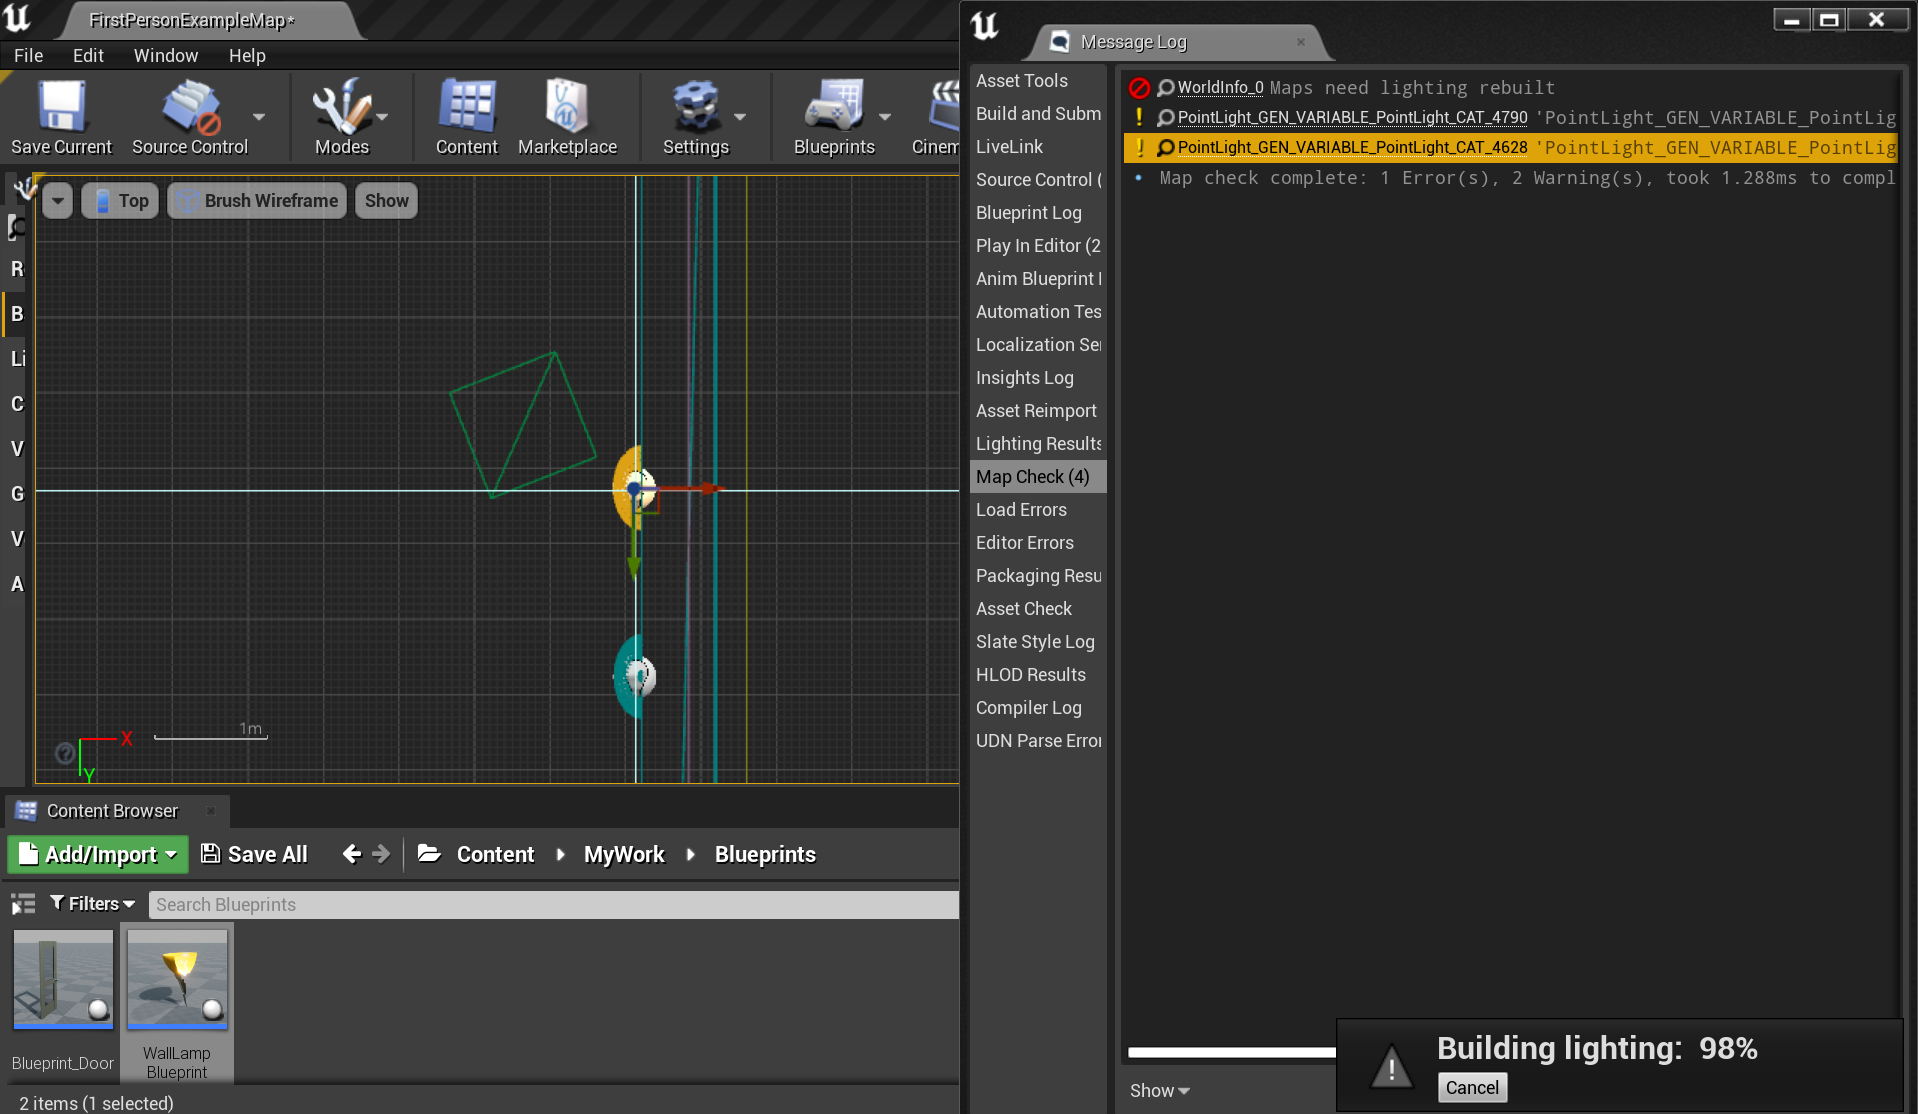 FirstPersonExampleMap*
File Edit Window Help
Save Current Source Control Modes Content Marketplace Settings Blueprints Cinem
Top Brush Wireframe Show
R
B
Li
C
V
G
V
A
1m
X
Y
Content Browser
Add/Import Save All Content MyWork Blueprints
Filters Search Blueprints
Blueprint_Door
WallLamp
Blueprint
2 items (1 selected)
Message Log
Asset Tools
Build and Subm
LiveLink
Source Control (
Blueprint Log
Play In Editor (2
Anim Blueprint
Automation Tes
Localization Ser
Insights Log
Asset Reimport
Lighting Results
Map Check (4)
Load Errors
Editor Errors
Packaging Resu
Asset Check
Slate Style Log
HLOD Results
Compiler Log
UDN Parse Error
WorldInfo_0 Maps need lighting rebuilt
PointLight_GEN_VARIABLE_PointLight_CAT_4790 'PointLight_GEN_VARIABLE_PointLig
PointLight_GEN_VARIABLE_PointLight_CAT_4628 'PointLight_GEN_VARIABLE_PointLig
Map check complete: 1 Error(s), 2 Warning(s), took 1.288ms to compl
Show
Building lighting: 98%
Cancel